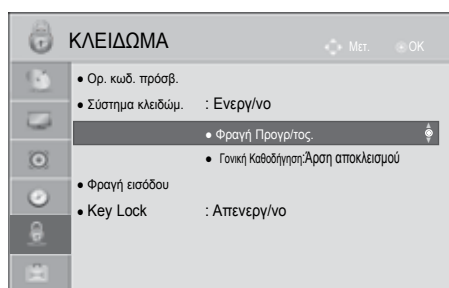 ΚΛΕΙΔΩΜΑ
Μετ. OK
● Ορ. κωδ. πρόσβ.
● Σύστημα κλειδώμ. : Ενεργ/νο
● Φραγή Προγρ/τος.
● Γονική Καθοδήγηση:Άρση αποκλεισμού
● Φραγή εισόδου
● Key Lock : Απενεργ/νο